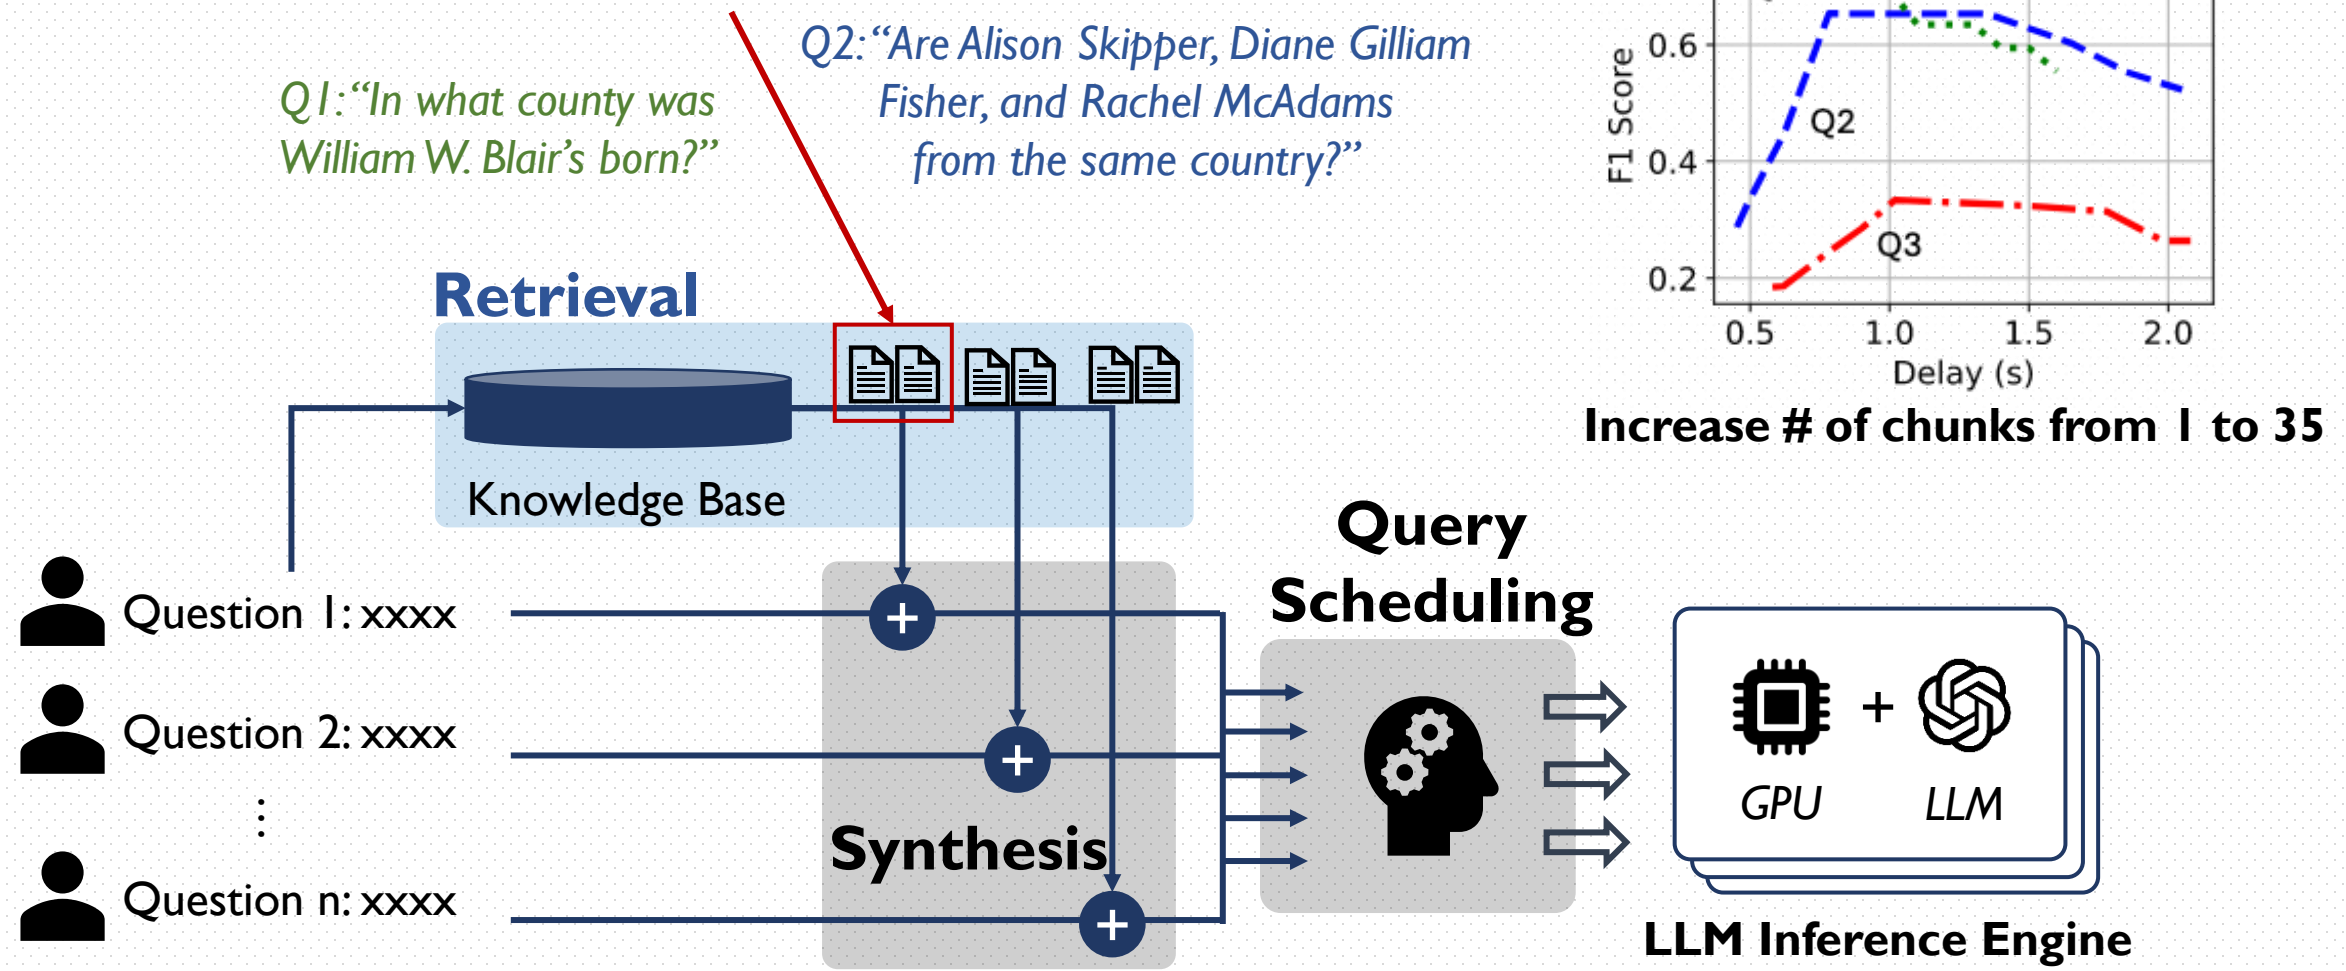 Q1: “In what county was
William W. Blair’s born?”
Q2: “Are Alison Skipper, Diane Gilliam
Fisher, and Rachel McAdams
from the same country?”
F1 Score
0.6
0.4
0.2
Q2
Q3
0.5 1.0 1.5 2.0
Delay (s)
Increase # of chunks from 1 to 35
Retrieval
Knowledge Base
Query
Scheduling
Question 1: xxxx
Question 2: xxxx
⋮
Question n: xxxx
Synthesis
+
+
+
+
GPU
LLM
LLM Inference Engine